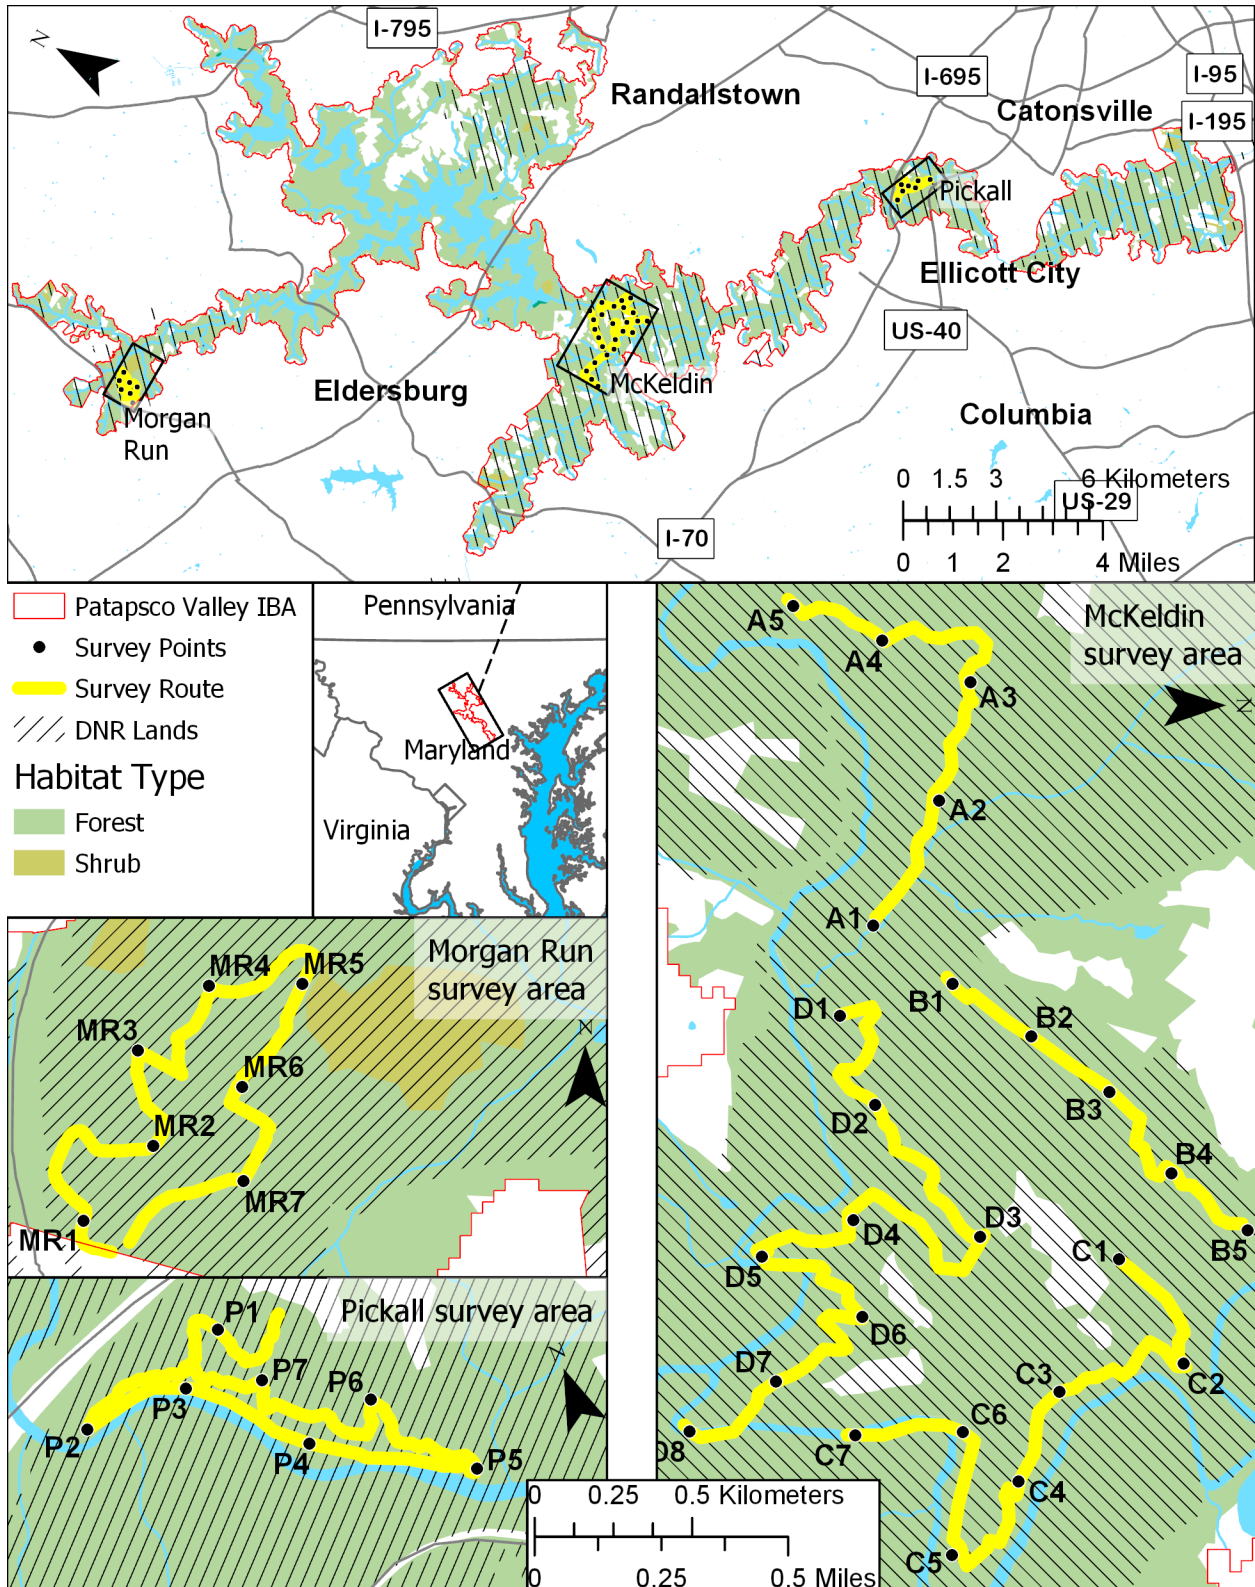 N
I-795
Randallstown
I-695
I-95
Catonsville
I-195
Pickall
Ellicott City
US-40
McKeldin
Eldersburg
Morgan
Run
Columbia
0 1.5 3 6 Kilometers
US-29
I-70
0 1 2 4 Miles
Patapsco Valley IBA
Survey Points
Survey Route
DNR Lands
Habitat Type
Forest
Shrub
Pennsylvania
Maryland
Virginia
McKeldin
survey area
N
A5
A4
A3
A2
A1
B1
D1
B2
D2
B3
B4
D4
D3
B5
D5
C1
D6
C2
D7
C3
C6
D8
C7
C4
C5
Morgan Run
survey area
N
MR4
MR5
MR3
MR6
MR2
MR7
MR1
Pickall survey area
N
P1
P7
P6
P3
P2
P4
P5
0 0.25 0.5 Kilometers
0 0.25 0.5 Miles